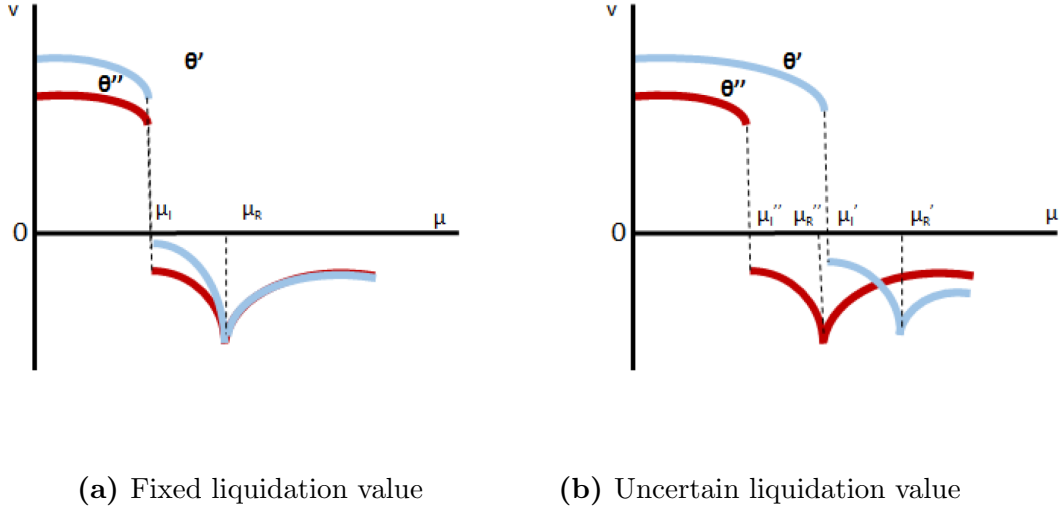 v
θ′
θ″
μI
μR
μ
0
(a) Fixed liquidation value
v
θ′
θ″
μI″
μR″
μI′
μR′
μ
0
(b) Uncertain liquidation value